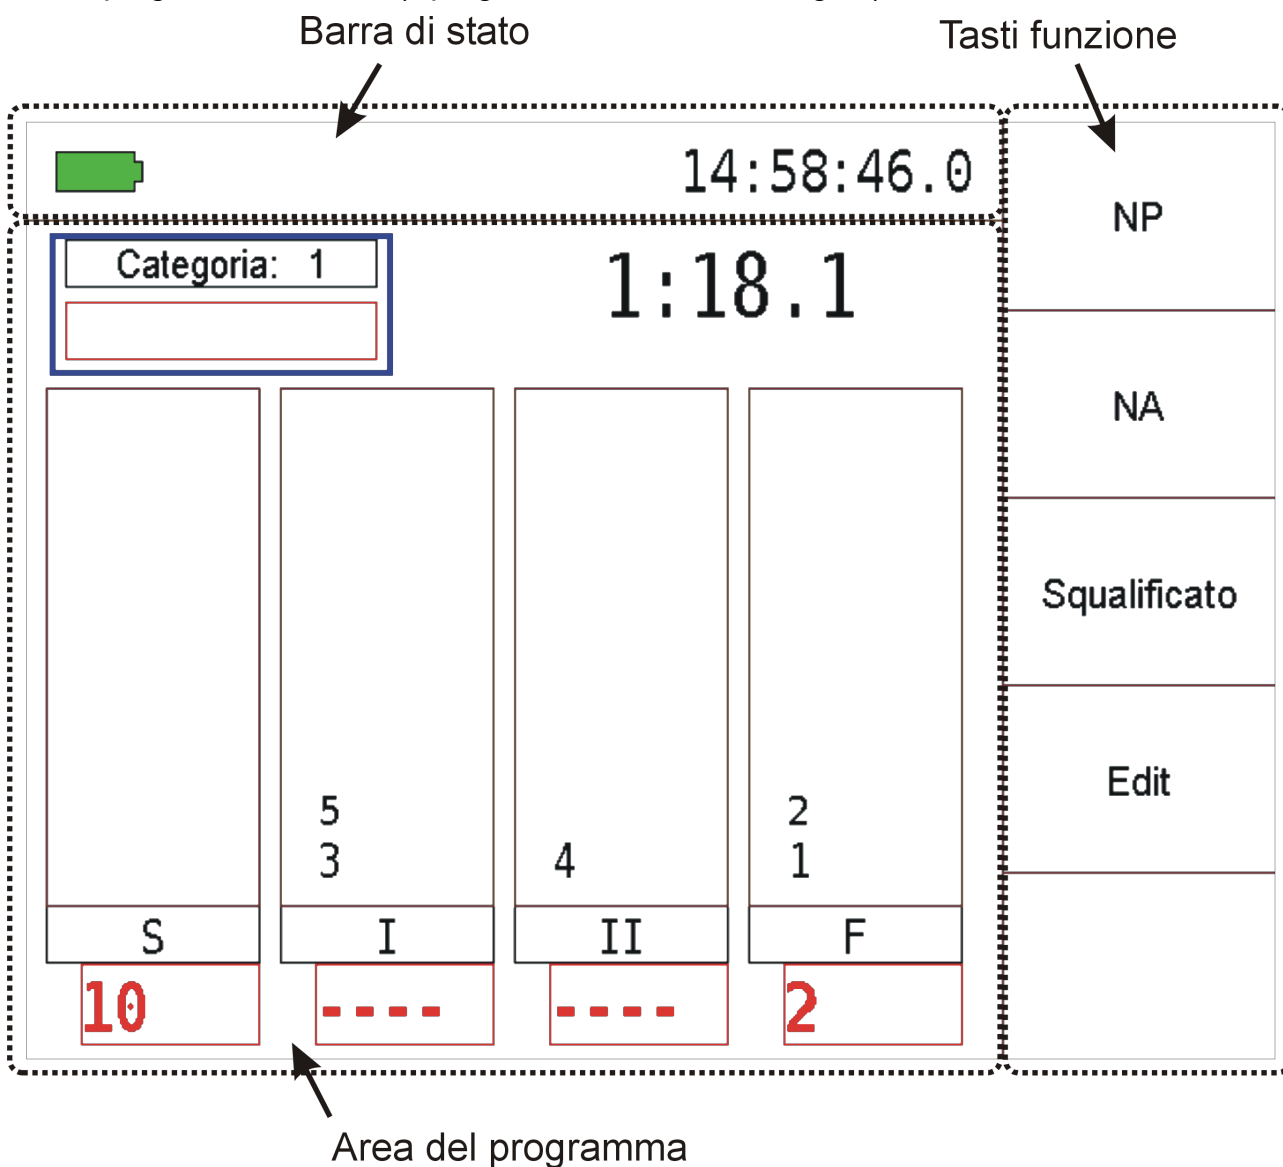 Barra di stato
Tasti funzione
14:58:46.0
NP
Categoria: 1
1:18.1
NA
Squalificato
Edit
5 2
3 4 1
S I II F
10 ---- ---- 2
Area del programma